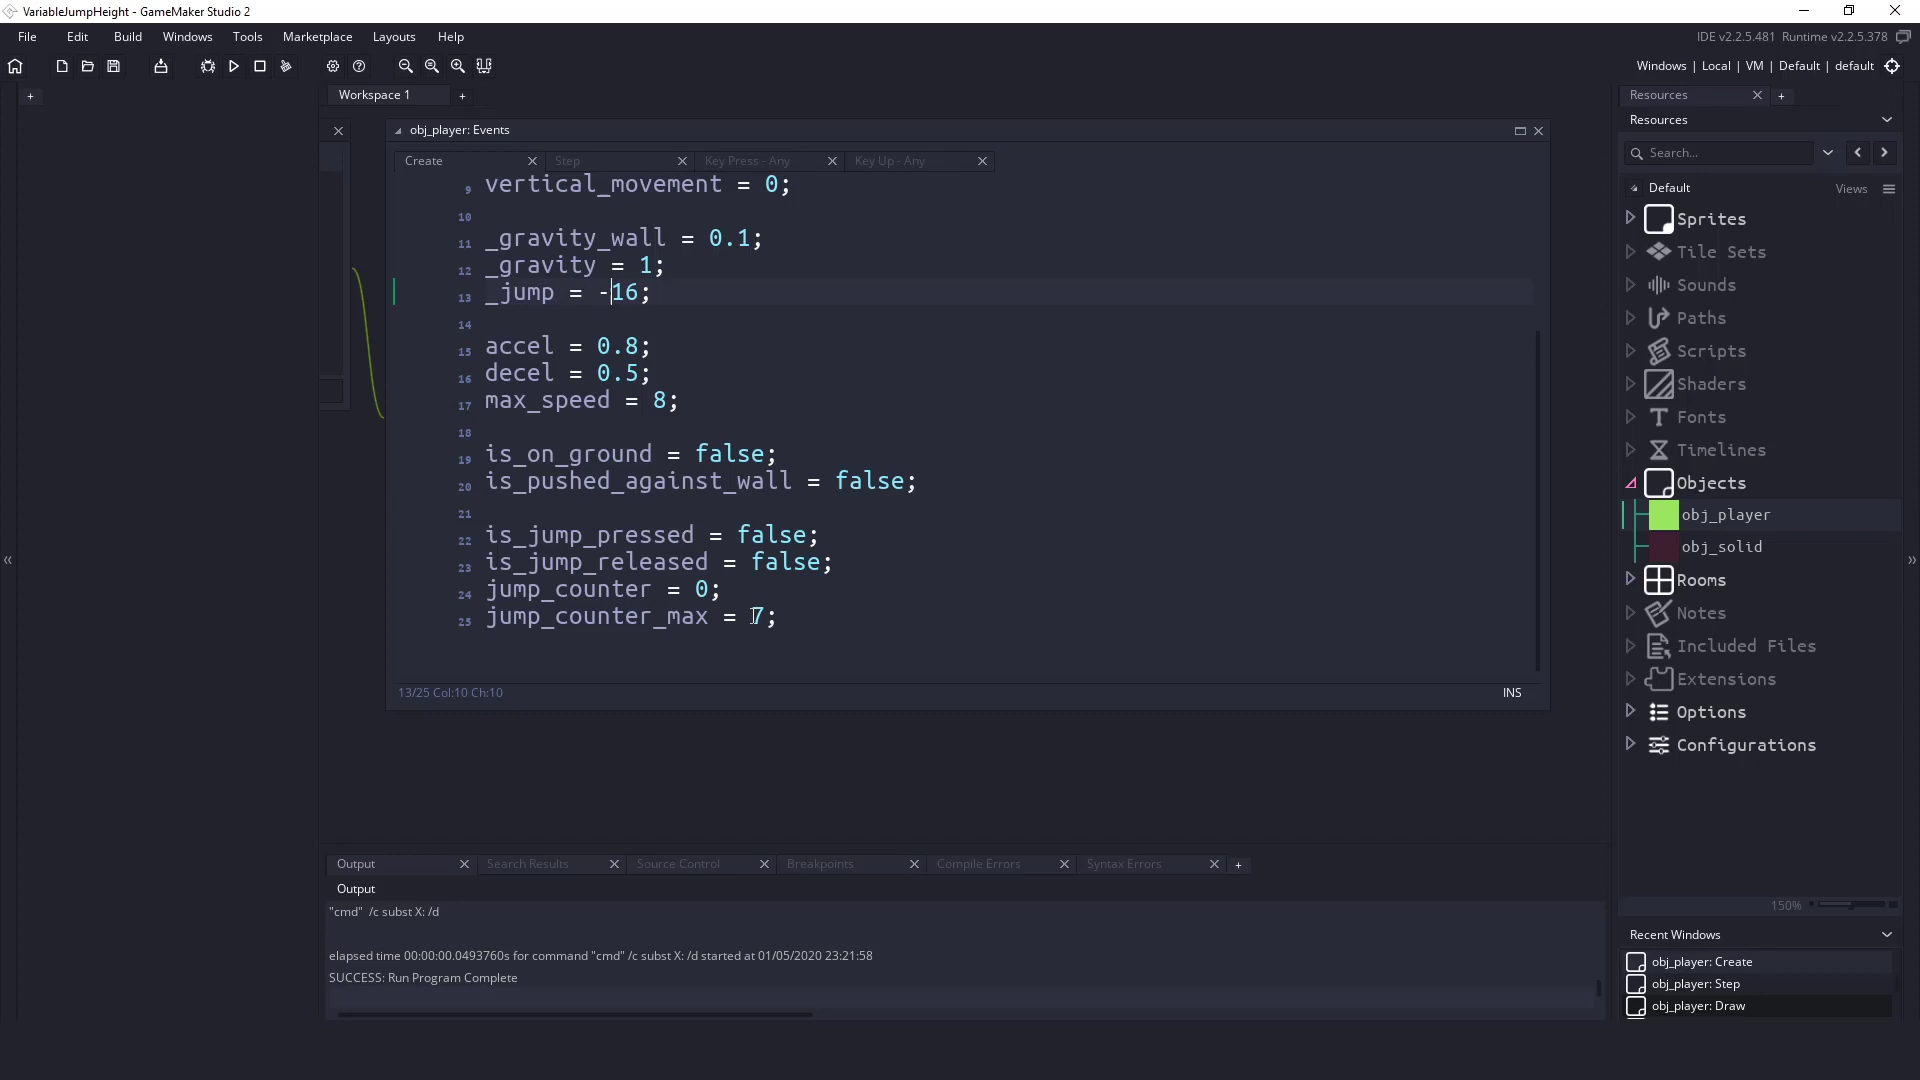 VariableJumpHeight - GameMaker Studio 2
File Edit Build Windows Tools Marketplace Layouts Help
IDE v2.2.5.481 Runtime v2.2.5.378
Windows | Local | VM | Default | default
Workspace 1
obj_player: Events
Create Step Key Press - Any Key Up - Any
9 vertical_movement = 0;
10
11 _gravity_wall = 0.1;
12 _gravity = 1;
13 _jump = -16;
14
15 accel = 0.8;
16 decel = 0.5;
17 max_speed = 8;
18
19 is_on_ground = false;
20 is_pushed_against_wall = false;
21
22 is_jump_pressed = false;
23 is_jump_released = false;
24 jump_counter = 0;
25 jump_counter_max = 7;
13/25 Col:10 Ch:10
INS
Output Search Results Source Control Breakpoints Compile Errors Syntax Errors
Output
"cmd" /c subst X: /d
elapsed time 00:00:00.0493760s for command "cmd" /c subst X: /d started at 01/05/2020 23:21:58
SUCCESS: Run Program Complete
Resources
Resources
Search...
Default
Views
Sprites
Tile Sets
Sounds
Paths
Scripts
Shaders
Fonts
Timelines
Objects
obj_player
obj_solid
Rooms
Notes
Included Files
Extensions
Options
Configurations
150%
Recent Windows
obj_player: Create
obj_player: Step
obj_player: Draw